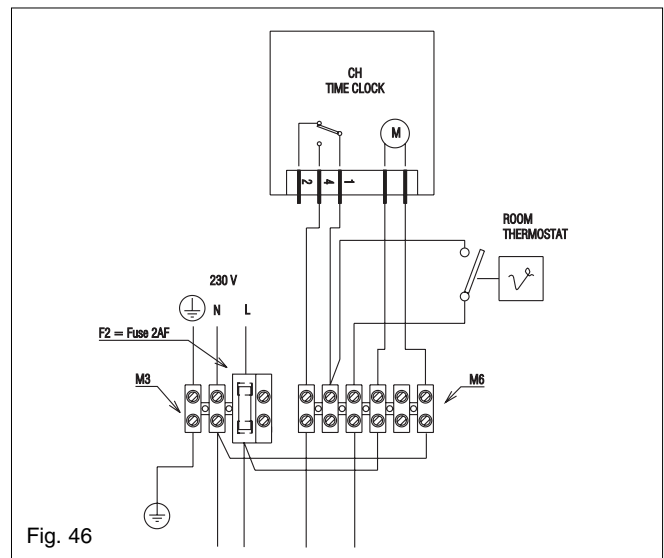 CH
TIME CLOCK
M
2 4 1
ROOM
THERMOSTAT
230 V
N L
F2 = Fuse 2AF
M3
M6
Fig. 46